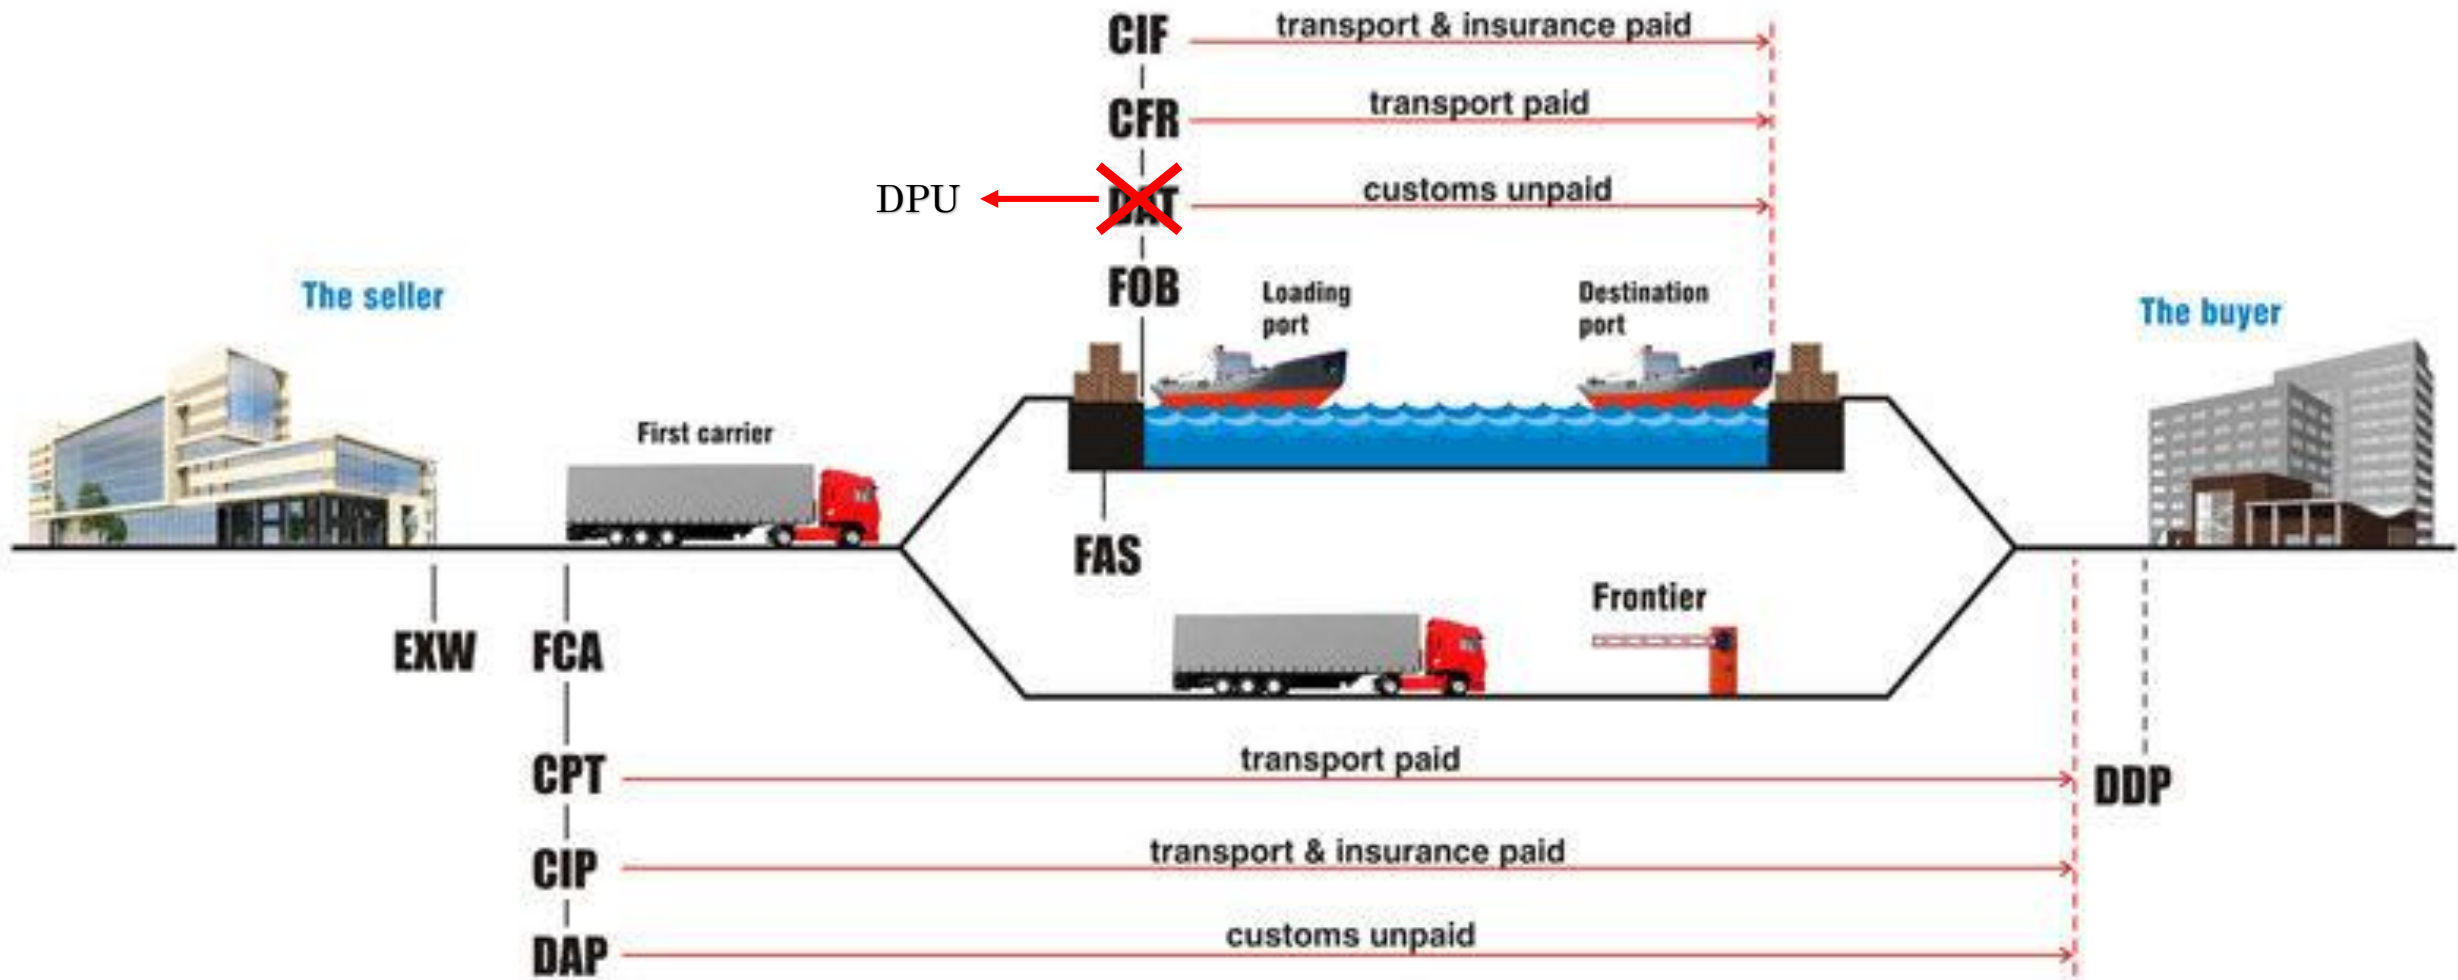 CIF
transport & insurance paid
CFR
transport paid
DPU
DAT
customs unpaid
FOB
Loading
port
Destination
port
The seller
The buyer
First carrier
FAS
Frontier
EXW
FCA
CPT
transport paid
DDP
CIP
transport & insurance paid
DAP
customs unpaid